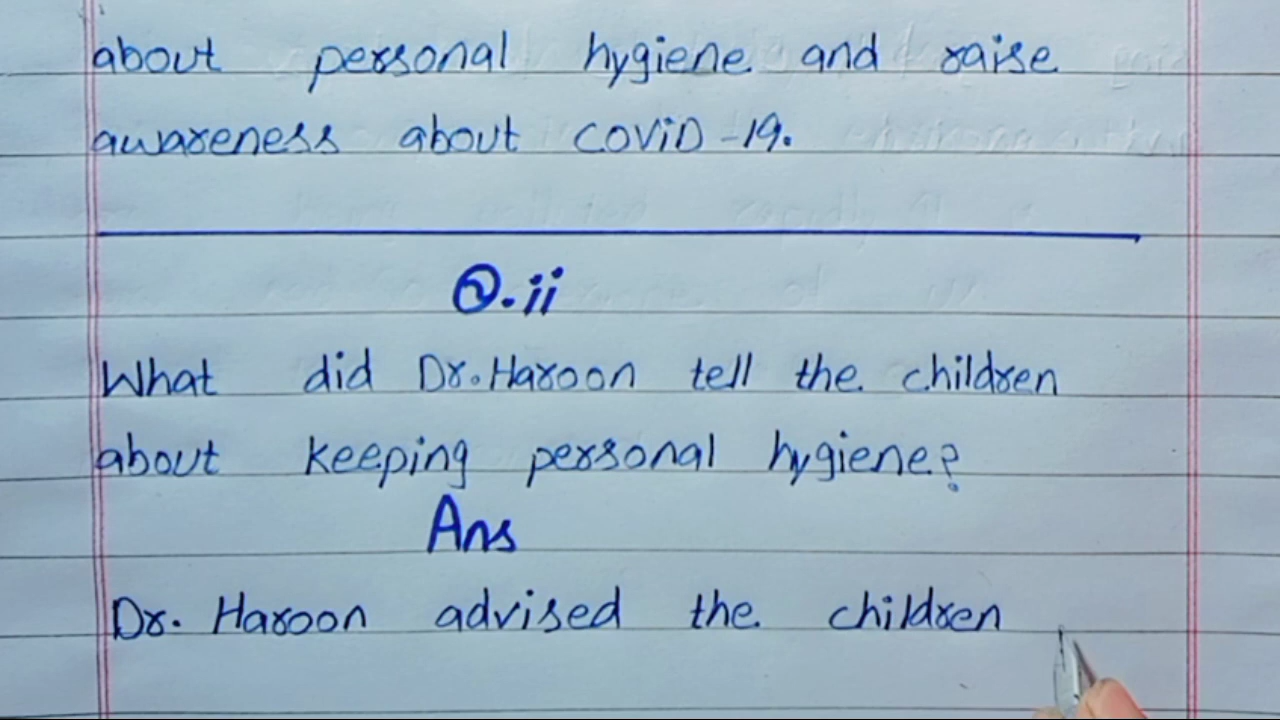 about personal hygiene and raise
awareness about COViD-19.
Q.ii
What did Dr. Haroon tell the children
about keeping personal hygiene?
Ans
Dr. Haroon advised the children